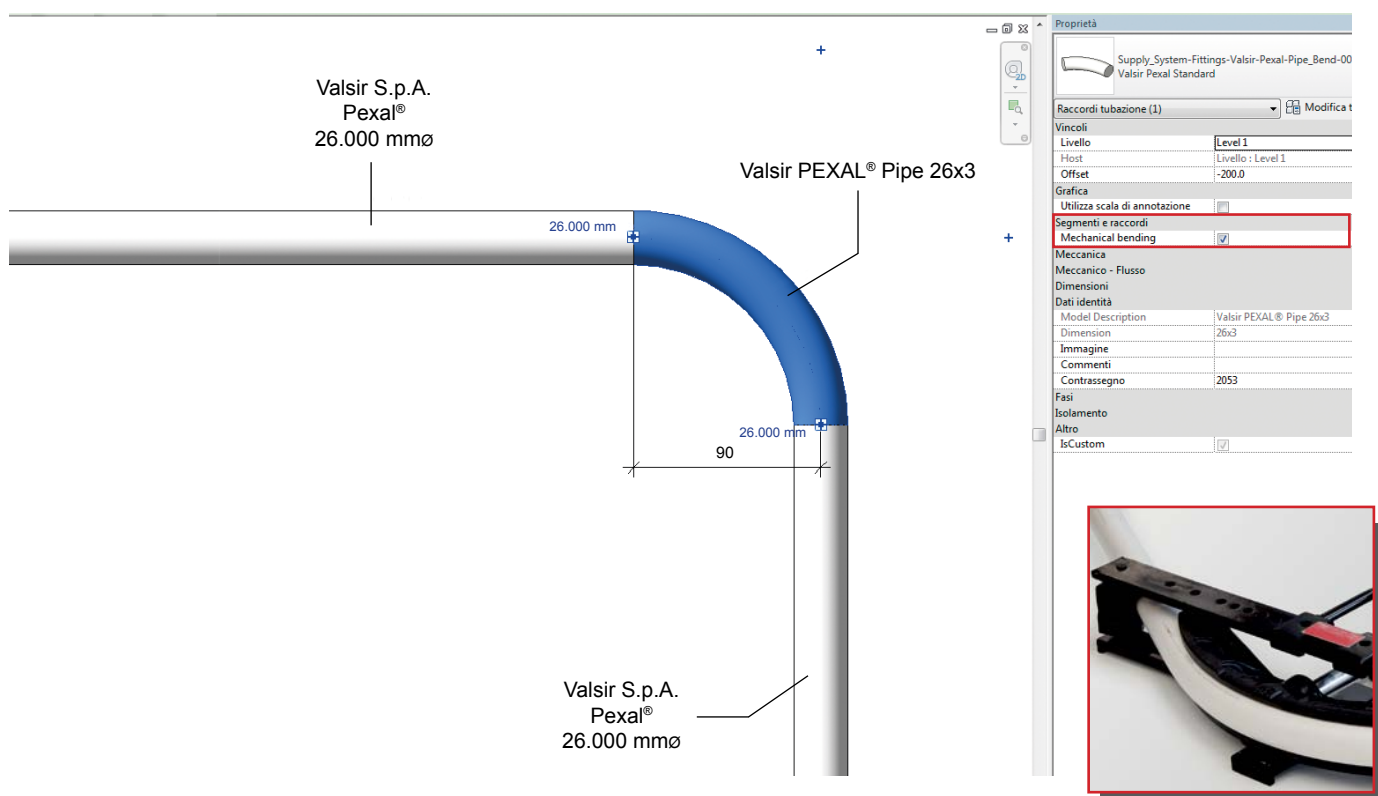 Valsir S.p.A.
Pexal®
26.000 mmø
Valsir PEXAL® Pipe 26x3
26.000 mm
26.000 mm
90
Valsir S.p.A.
Pexal®
26.000 mmø
2D
Proprietà
Supply_System-Fittings-Valsir-Pexal-Pipe_Bend-00
Valsir Pexal Standard
Raccordi tubazione (1) Modifica t
Vincoli
Livello Level 1
Host Livello : Level 1
Offset -200.0
Grafica
Utilizza scala di annotazione
Segmenti e raccordi
Mechanical bending
Meccanica
Meccanico - Flusso
Dimensioni
Dati identità
Model Description Valsir PEXAL® Pipe 26x3
Dimension 26x3
Immagine
Commenti
Contrassegno 2053
Fasi
Isolamento
Altro
IsCustom